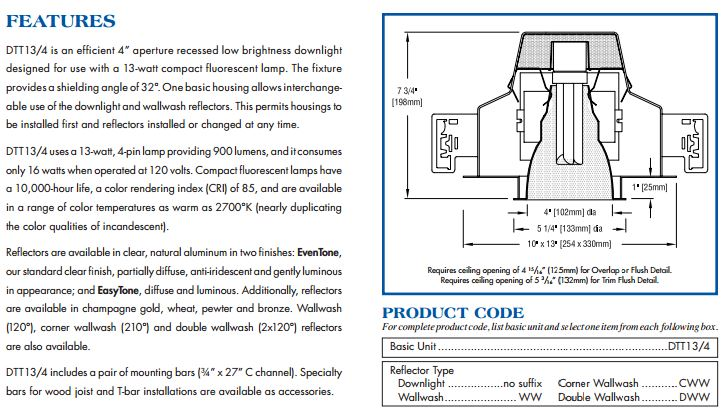 FEATURES
DTT13/4 is an efficient 4" aperture recessed low brightness downlight
designed for use with a 13-watt compact fluorescent lamp. The fixture
provides a shielding angle of 32°. One basic housing allows interchange-
able use of the downlight and wallwash reflectors. This permits housings to
be installed first and reflectors installed or changed at any time.
DTT13/4 uses a 13-watt, 4-pin lamp providing 900 lumens, and it consumes
only 16 watts when operated at 120 volts. Compact fluorescent lamps have
a 10,000-hour life, a color rendering index (CRI) of 85, and are available
in a range of color temperatures as warm as 2700°K (nearly duplicating
the color qualities of incandescent).
Reflectors are available in clear, natural aluminum in two finishes: EvenTone,
our standard clear finish, partially diffuse, anti-iridescent and gently luminous
in appearance; and EasyTone, diffuse and luminous. Additionally, reflectors
are available in champagne gold, wheat, pewter and bronze. Wallwash
(120°), corner wallwash (210°) and double wallwash (2x120°) reflectors
are also available.
DTT13/4 includes a pair of mounting bars (¾" x 27" C channel). Specialty
bars for wood joist and T-bar installations are available as accessories.
7 3/4"
[198mm]
1" [25mm]
4" [102mm] dia
5 1/4" [133mm] dia
10" x 13" [254 x 330mm]
Requires ceiling opening of 4 15/16" (125mm) for Overlap or Flush Detail.
Requires ceiling opening of 5 3/16" (132mm) for Trim Flush Detail.
PRODUCT CODE
For complete product code, list basic unit and select one item from each following box.
Basic Unit ........................................................... DTT13/4
Reflector Type
Downlight ................ no suffix Corner Wallwash ......... CWW
Wallwash ..................... WW Double Wallwash ......... DWW